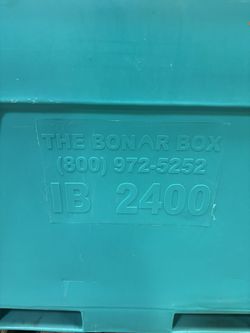 THE BONAR BOX
(800) 972-5252
IB 2400